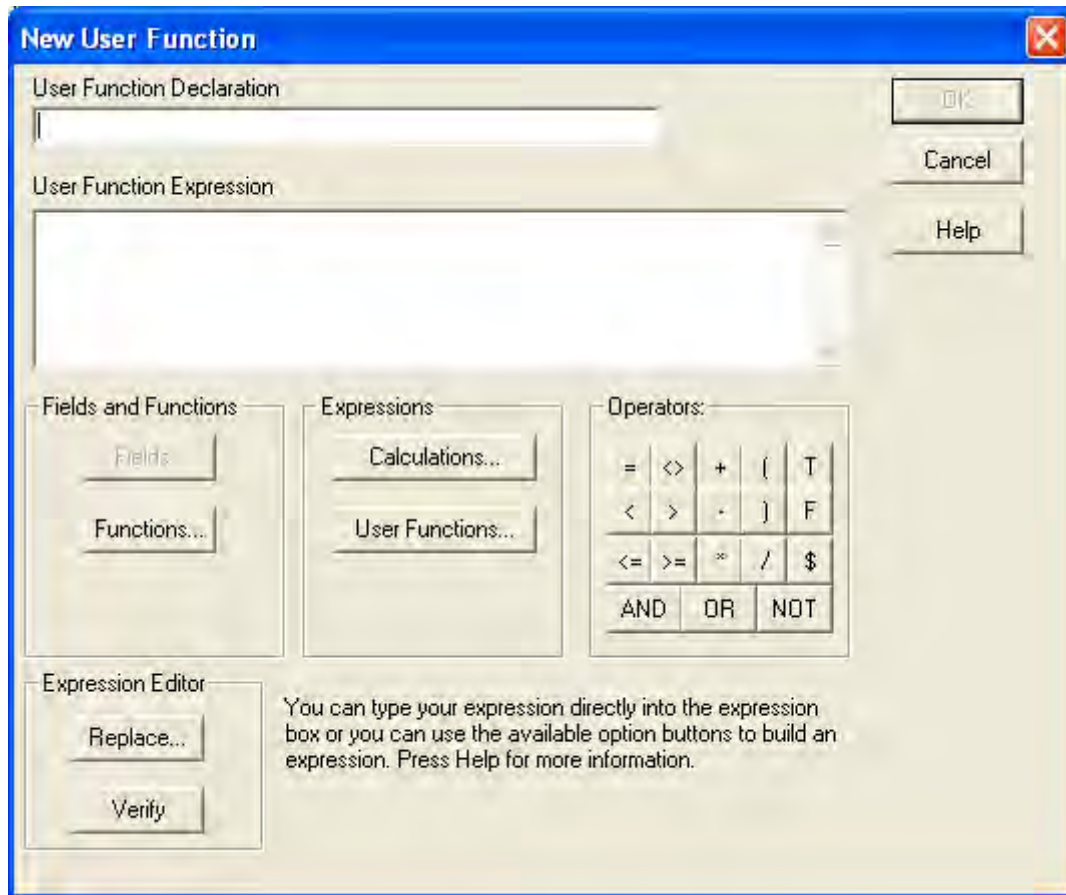 New User Function
User Function Declaration
OK
Cancel
User Function Expression
Help
Fields and Functions
Fields
Functions...
Expressions
Calculations...
User Functions...
Operators:
= <> + ( T
< > - ) F
<= >= * / $
AND OR NOT
Expression Editor
Replace...
Verify
You can type your expression directly into the expression
box or you can use the available option buttons to build an
expression. Press Help for more information.